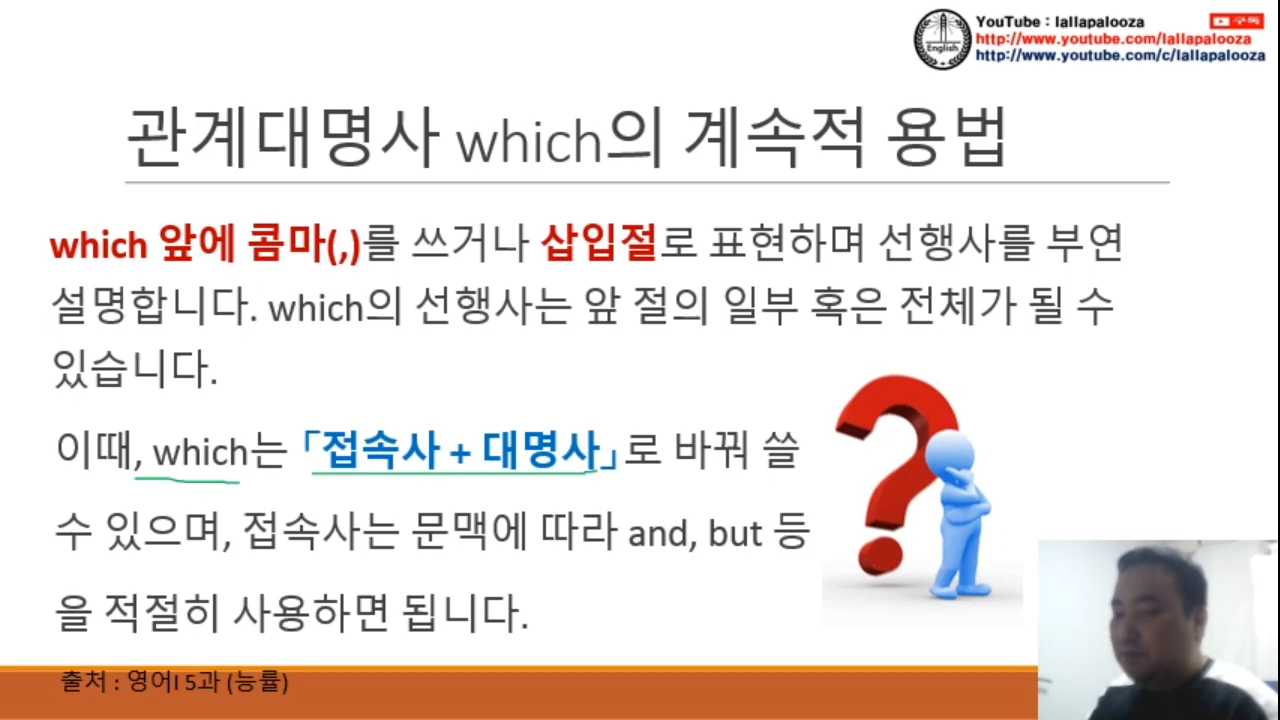 YouTube : lallapalooza
구독
http://www.youtube.com/lallapalooza
http://www.youtube.com/c/lallapalooza
English
관계대명사 which의 계속적 용법
which 앞에 콤마(,)를 쓰거나 삽입절로 표현하며 선행사를 부연
설명합니다. which의 선행사는 앞 절의 일부 혹은 전체가 될 수
있습니다.
이때, which는 「접속사 + 대명사」로 바꿔 쓸
수 있으며, 접속사는 문맥에 따라 and, but 등
을 적절히 사용하면 됩니다.
출처 : 영어I 5과 (능률)